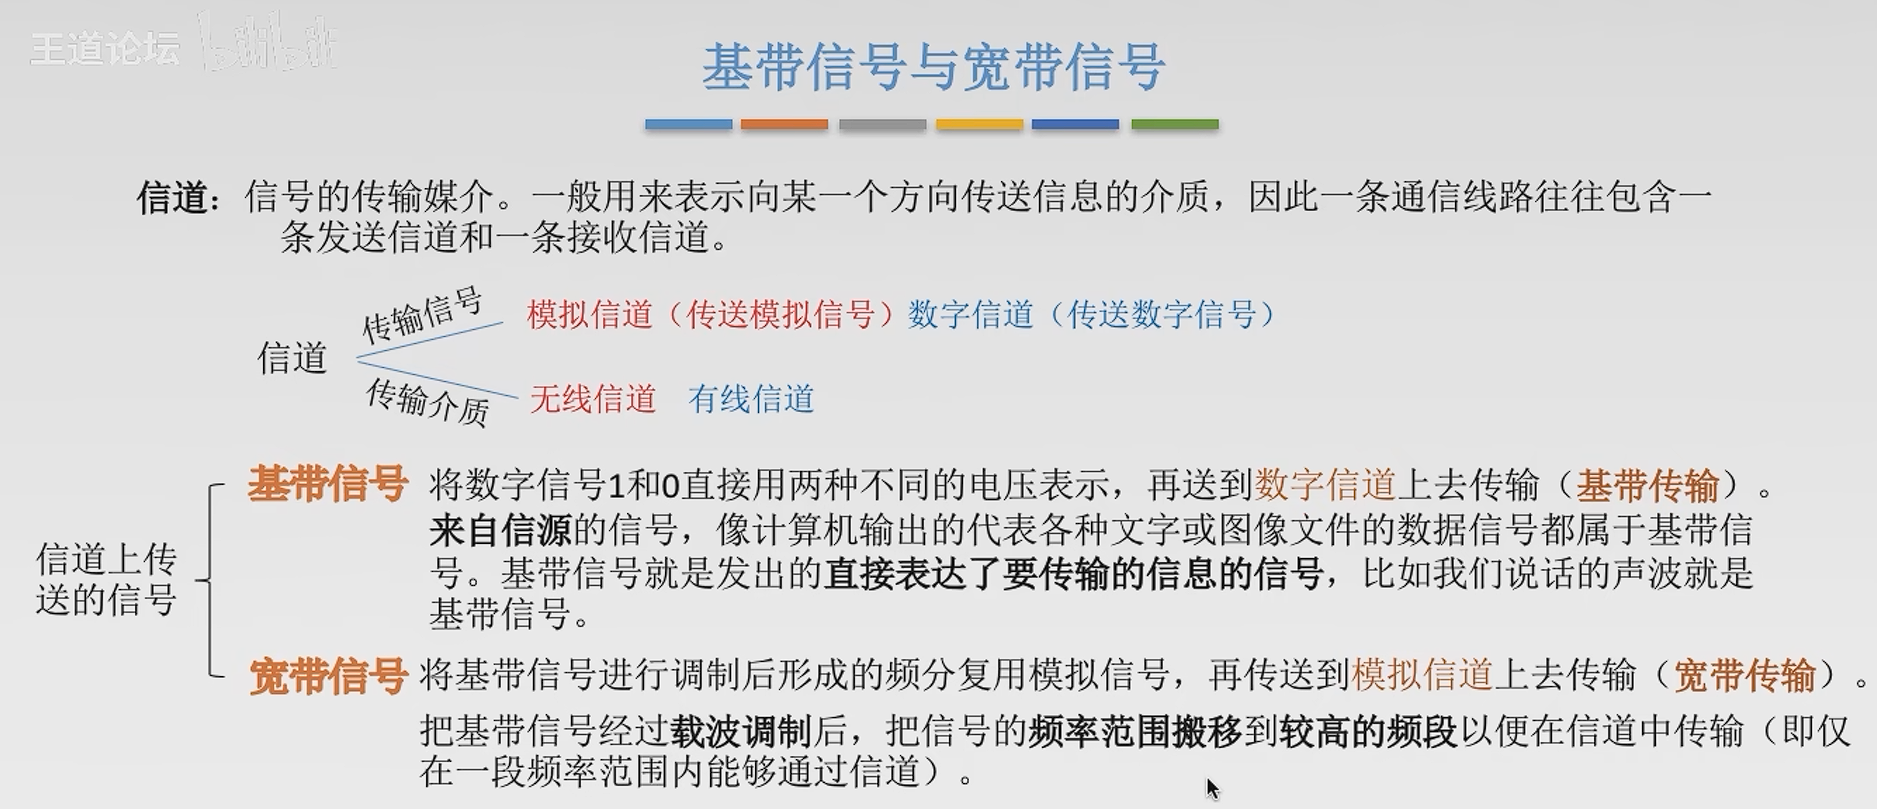 王道论坛 bilibili
基带信号与宽带信号
信道：信号的传输媒介。一般用来表示向某一个方向传送信息的介质，因此一条通信线路往往包含一
条发送信道和一条接收信道。
传输信号
模拟信道（传送模拟信号）数字信道（传送数字信号）
信道
传输介质
无线信道 有线信道
信道上传
送的信号
基带信号 将数字信号1和0直接用两种不同的电压表示，再送到数字信道上去传输（基带传输）。
来自信源的信号，像计算机输出的代表各种文字或图像文件的数据信号都属于基带信
号。基带信号就是发出的直接表达了要传输的信息的信号，比如我们说话的声波就是
基带信号。
宽带信号 将基带信号进行调制后形成的频分复用模拟信号，再传送到模拟信道上去传输（宽带传输）。
把基带信号经过载波调制后，把信号的频率范围搬移到较高的频段以便在信道中传输（即仅
在一段频率范围内能够通过信道）。